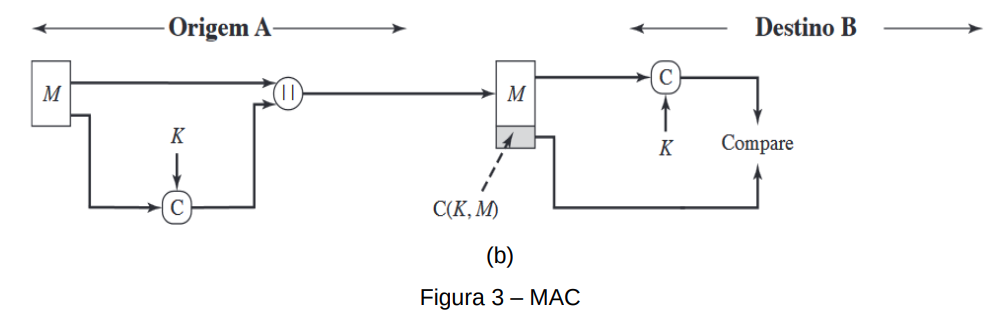 Origem A Destino B
M || M C
K K Compare
C C(K, M)
(b)
Figura 3 – MAC